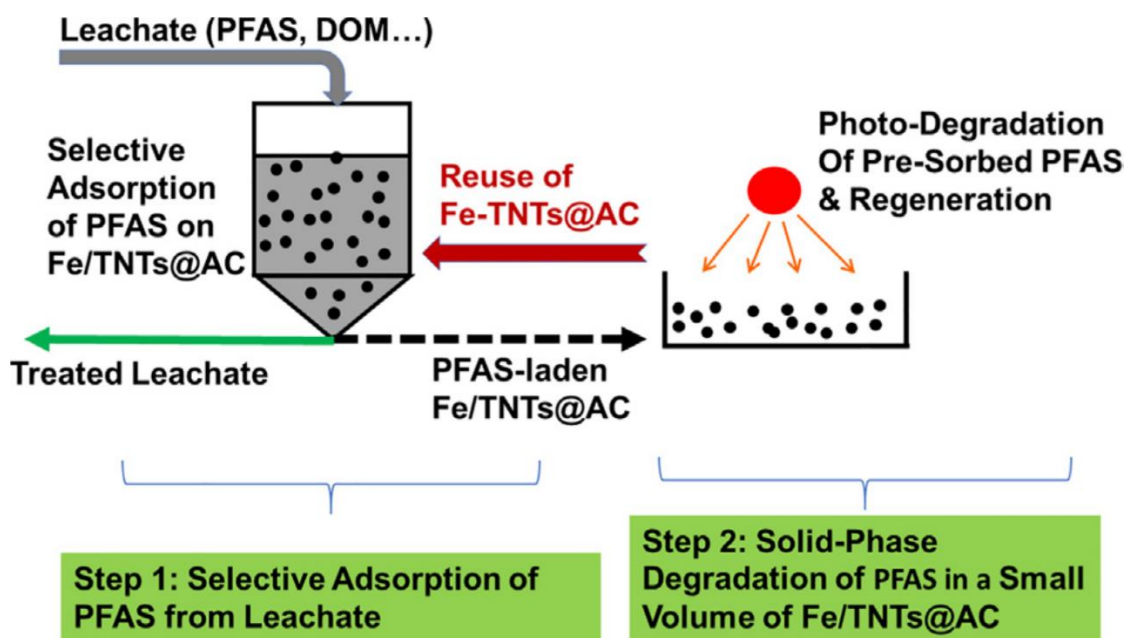 Leachate (PFAS, DOM…)
Selective
Adsorption
of PFAS on
Fe/TNTs@AC
Reuse of
Fe-TNTs@AC
Photo-Degradation
Of Pre-Sorbed PFAS
& Regeneration
Treated Leachate
PFAS-laden
Fe/TNTs@AC
Step 1: Selective Adsorption of
PFAS from Leachate
Step 2: Solid-Phase
Degradation of PFAS in a Small
Volume of Fe/TNTs@AC